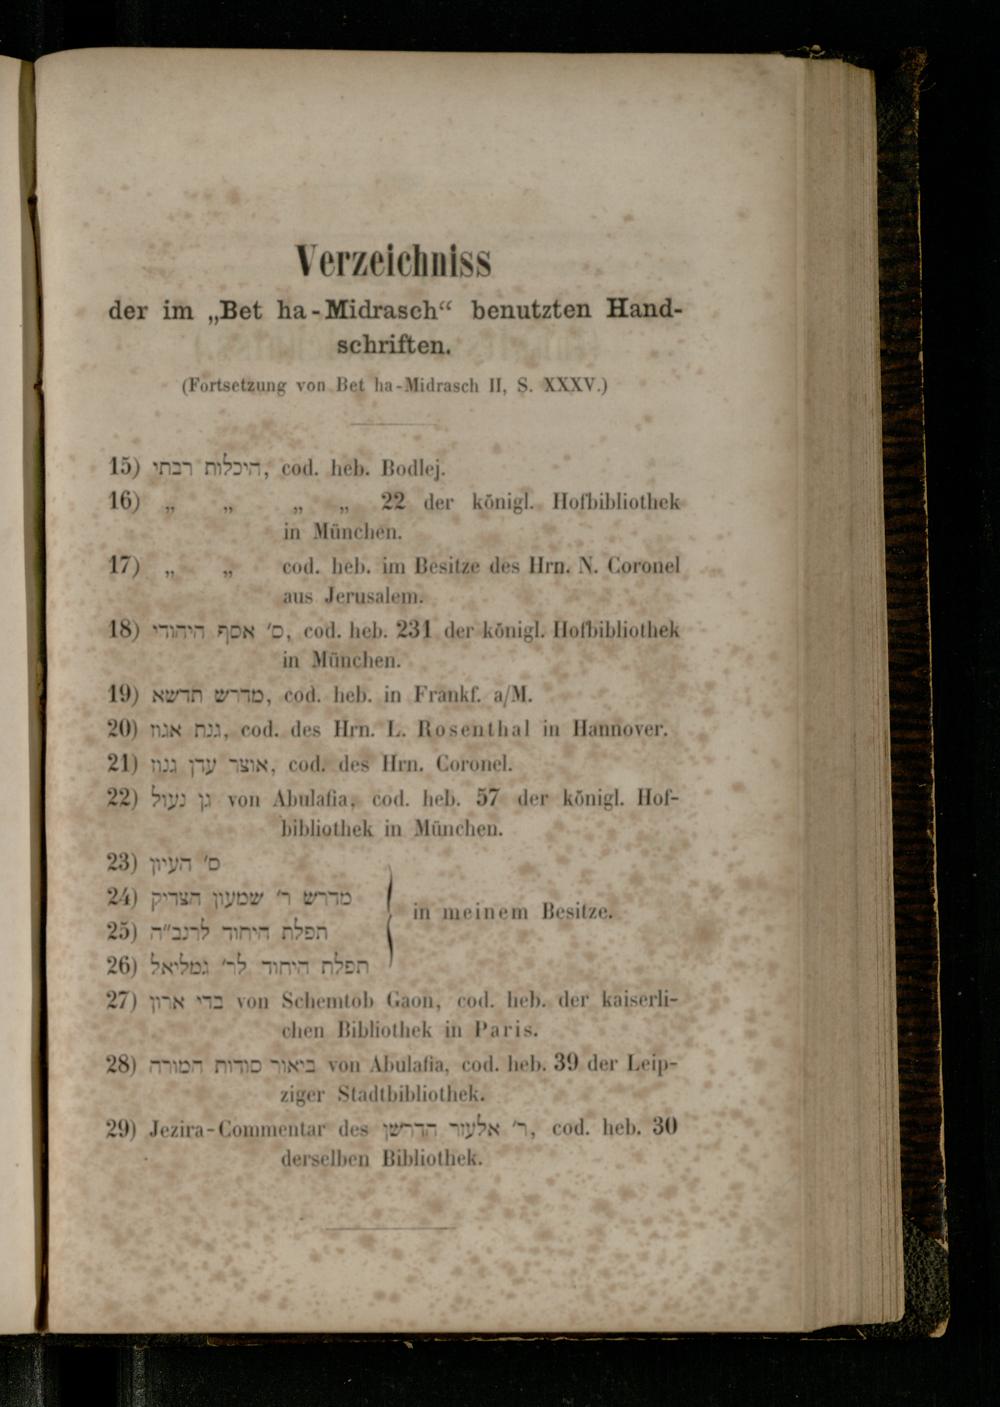 Verzeichniss
der im „Bet ha-Midrasch“ benutzten Hand-
schriften.
(Fortsetzung von Bet ha-Midrasch II, S. XXXV.)
15) היכלות רבתי, cod. heb. Bodlej.
16) „ „ „ „ 22 der königl. Hofbibliothek
in München.
17) „ „ cod. heb. im Besitze des Hrn. N. Coronel
aus Jerusalem.
18) ס' אסף היהודי, cod. heb. 231 der königl. Hofbibliothek
in München.
19) מדרש תדשא, cod. heb. in Frankf. a/M.
20) גנת אגוז, cod. des Hrn. L. Rosenthal in Hannover.
21) אוצר עדן גנוז, cod. des Hrn. Coronel.
22) גן נעול von Abulafia, cod. heb. 57 der königl. Hof-
bibliothek in München.
23) ס' העיון
24) מדרש ר' שמעון הצדיק
in meinem Besitze.
25) תפלת היחוד לרנב"ה
26) תפלת היחוד לר' גמליאל
27) בדי ארון von Schemtob Gaon, cod. heb. der kaiserli-
chen Bibliothek in Paris.
28) ביאור סודות המורה von Abulafia, cod. heb. 39 der Leip-
ziger Stadtbibliothek.
29) Jezira-Commentar des ר' אלעזר הדרשן, cod. heb. 30
derselben Bibliothek.